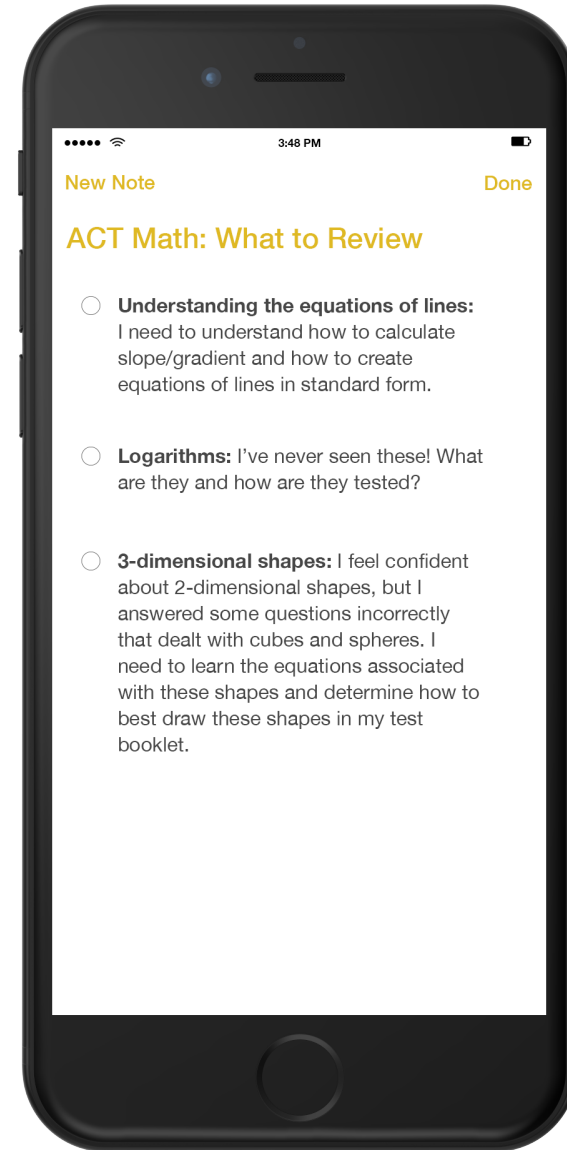 3:48 PM
New Note
Done
ACT Math: What to Review
Understanding the equations of lines:
I need to understand how to calculate
slope/gradient and how to create
equations of lines in standard form.
Logarithms: I’ve never seen these! What
are they and how are they tested?
3-dimensional shapes: I feel confident
about 2-dimensional shapes, but I
answered some questions incorrectly
that dealt with cubes and spheres. I
need to learn the equations associated
with these shapes and determine how to
best draw these shapes in my test
booklet.